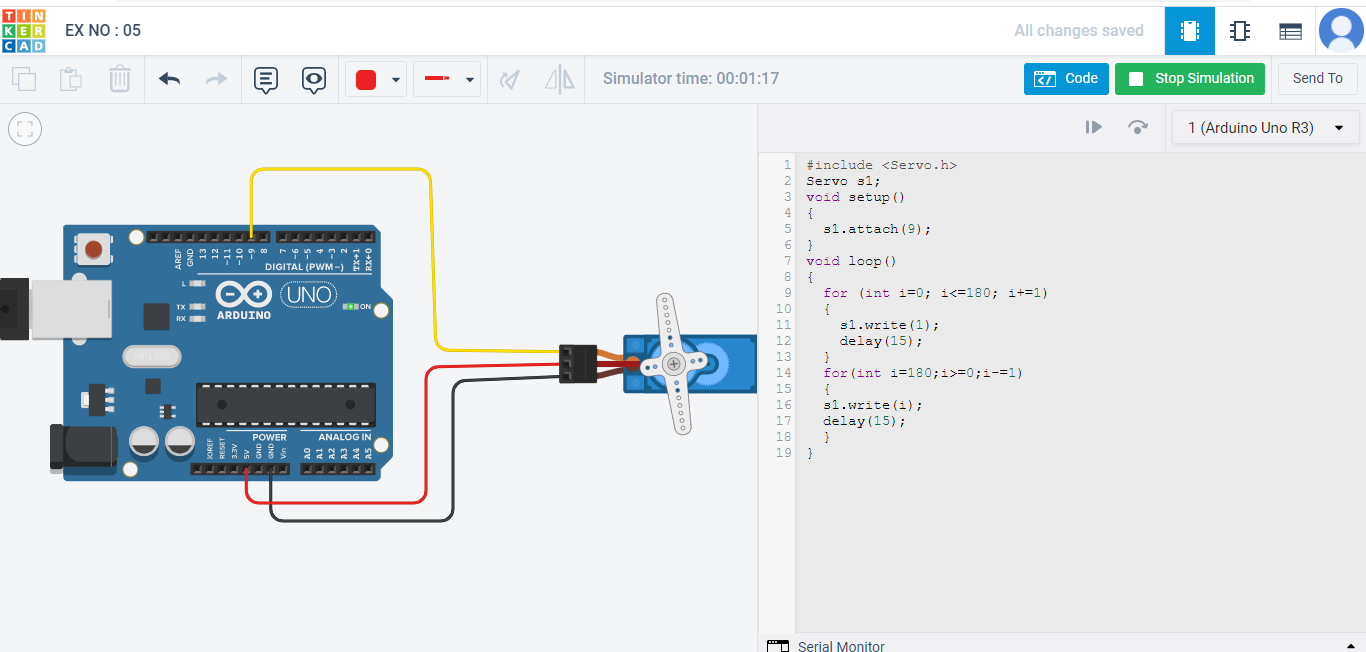 TIN
KER
CAD
EX NO : 05
All changes saved
Simulator time: 00:01:17
Code
Stop Simulation
Send To
1 (Arduino Uno R3)
AREF
GND
13
12
~11
~10
~9
8
7
~6
~5
4
~3
2
TX→1
RX←0
DIGITAL (PWM~)
L
TX
RX
ARDUINO
UNO
ON
POWER
ANALOG IN
IOREF
RESET
3.3V
5V
GND
GND
Vin
A0
A1
A2
A3
A4
A5
1 #include <Servo.h>
2 Servo s1;
3 void setup()
4 {
5 s1.attach(9);
6 }
7 void loop()
8 {
9 for (int i=0; i<=180; i+=1)
10 {
11 s1.write(1);
12 delay(15);
13 }
14 for(int i=180;i>=0;i-=1)
15 {
16 s1.write(i);
17 delay(15);
18 }
19 }
Serial Monitor